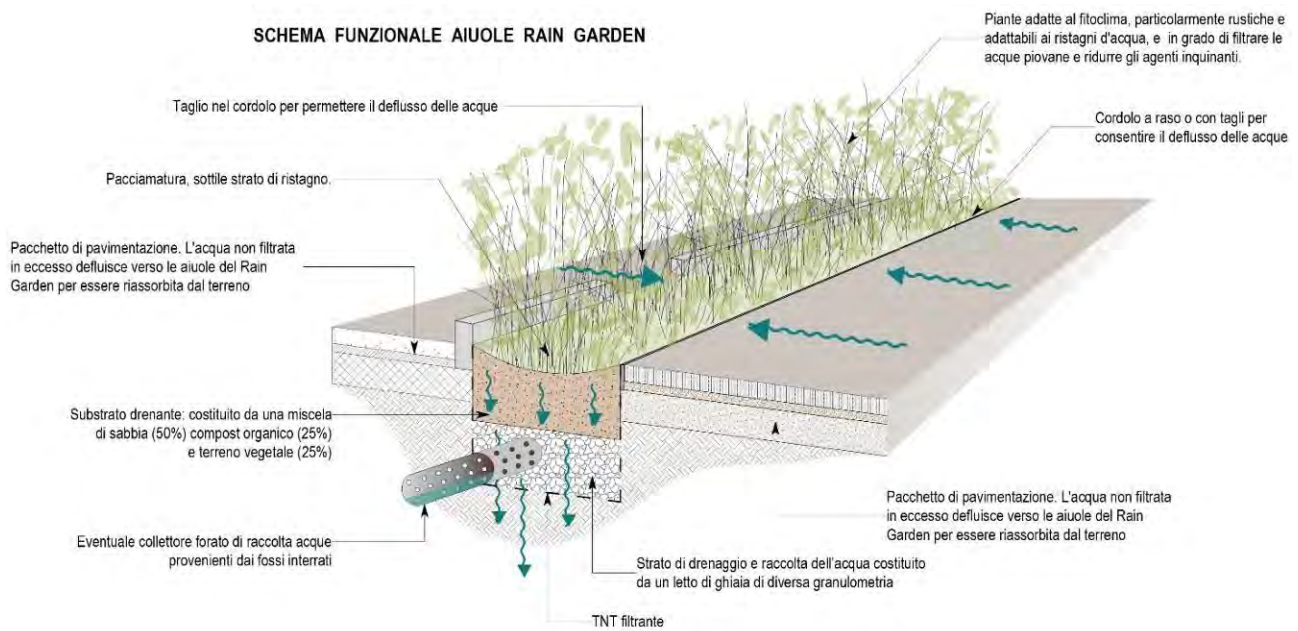 SCHEMA FUNZIONALE AIUOLE RAIN GARDEN
Piante adatte al fitoclima, particolarmente rustiche e
adattabili ai ristagni d'acqua, e in grado di filtrare le
acque piovane e ridurre gli agenti inquinanti.
Taglio nel cordolo per permettere il deflusso delle acque
Cordolo a raso o con tagli per
consentire il deflusso delle acque
Pacciamatura, sottile strato di ristagno.
Pacchetto di pavimentazione. L'acqua non filtrata
in eccesso defluisce verso le aiuole del Rain
Garden per essere riassorbita dal terreno
Substrato drenante: costituito da una miscela
di sabbia (50%) compost organico (25%)
e terreno vegetale (25%)
Pacchetto di pavimentazione. L'acqua non filtrata
in eccesso defluisce verso le aiuole del Rain
Garden per essere riassorbita dal terreno
Eventuale collettore forato di raccolta acque
provenienti dai fossi interrati
Strato di drenaggio e raccolta dell'acqua costituito
da un letto di ghiaia di diversa granulometria
TNT filtrante